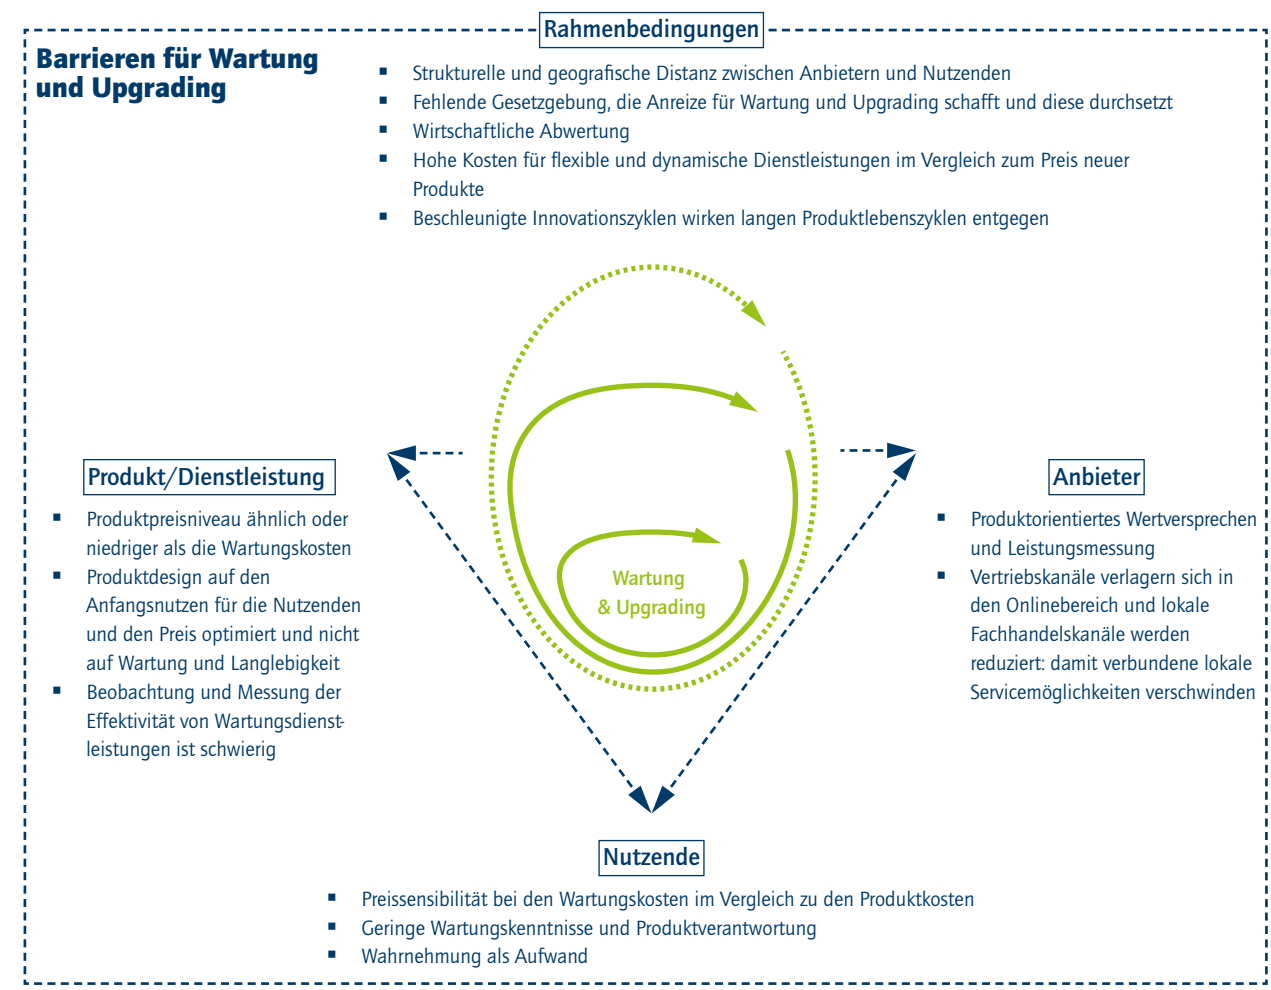 Rahmenbedingungen
Barrieren für Wartung
und Upgrading
▪ Strukturelle und geografische Distanz zwischen Anbietern und Nutzenden
▪ Fehlende Gesetzgebung, die Anreize für Wartung und Upgrading schafft und diese durchsetzt
▪ Wirtschaftliche Abwertung
▪ Hohe Kosten für flexible und dynamische Dienstleistungen im Vergleich zum Preis neuer
Produkte
▪ Beschleunigte Innovationszyklen wirken langen Produktlebenszyklen entgegen
Produkt/Dienstleistung
▪ Produktpreisniveau ähnlich oder
niedriger als die Wartungskosten
▪ Produktdesign auf den
Anfangsnutzen für die Nutzenden
und den Preis optimiert und nicht
auf Wartung und Langlebigkeit
▪ Beobachtung und Messung der
Effektivität von Wartungsdienst-
leistungen ist schwierig
Wartung
& Upgrading
Anbieter
▪ Produktorientiertes Wertversprechen
und Leistungsmessung
▪ Vertriebskanäle verlagern sich in
den Onlinebereich und lokale
Fachhandelskanäle werden
reduziert: damit verbundene lokale
Servicemöglichkeiten verschwinden
Nutzende
▪ Preissensibilität bei den Wartungskosten im Vergleich zu den Produktkosten
▪ Geringe Wartungskenntnisse und Produktverantwortung
▪ Wahrnehmung als Aufwand